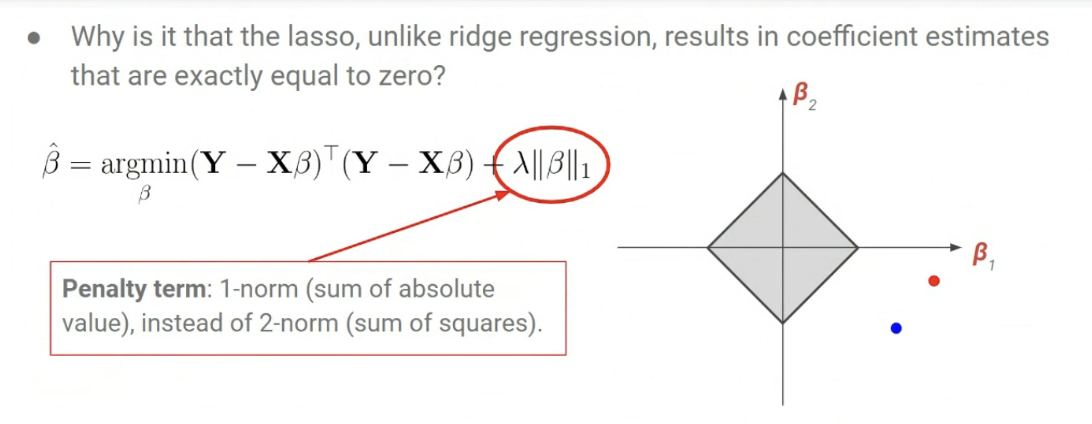 ● Why is it that the lasso, unlike ridge regression, results in coefficient estimates
that are exactly equal to zero?
β̂ = argmin(Y − Xβ)⊤(Y − Xβ) + λ‖β‖₁
β
Penalty term: 1-norm (sum of absolute
value), instead of 2-norm (sum of squares).
β₂
β₁